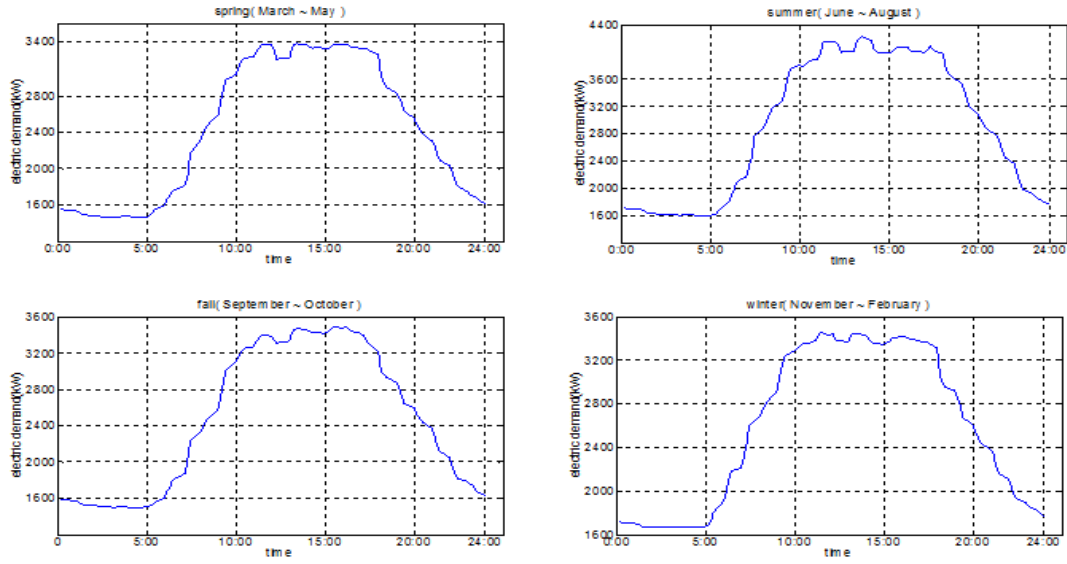 spring( March ~ May )
3400
2800
2400
1600
electric demand(kW)
0:00 5:00 10:00 15:00 20:00 24:00
time
summer( June ~ August )
4400
3600
3200
2800
2400
2000
1600
electric demand(kW)
0:00 5:00 10:00 15:00 20:00 24:00
time
fall( September ~ October )
3600
3200
2800
2400
2000
1600
electric demand(kW)
0 5:00 10:00 15:00 20:00 24:00
time
winter( November ~ February )
3600
3200
2800
2400
2000
1600
electric demand(kW)
0:00 5:00 10:00 15:00 20:00 24:00
time